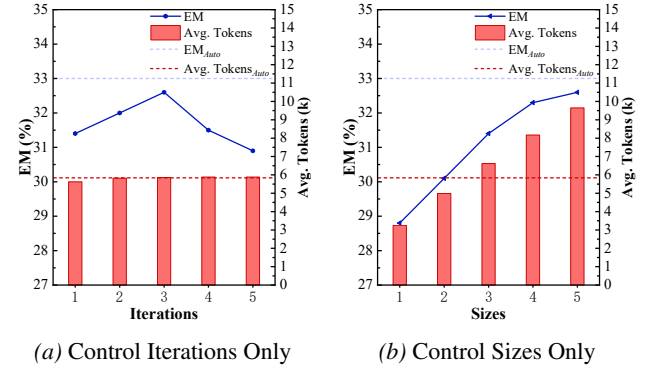 EM
Avg. Tokens
EM_Auto
Avg. Tokens_Auto
35
34
33
32
31
30
29
28
27
EM (%)
15
14
13
12
11
10
9
8
7
6
5
4
3
2
1
0
Avg. Tokens (k)
1 2 3 4 5
Iterations
(a) Control Iterations Only
EM
Avg. Tokens
EM_Auto
Avg. Tokens_Auto
35
34
33
32
31
30
29
28
27
EM (%)
15
14
13
12
11
10
9
8
7
6
5
4
3
2
1
0
Avg. Tokens (k)
1 2 3 4 5
Sizes
(b) Control Sizes Only